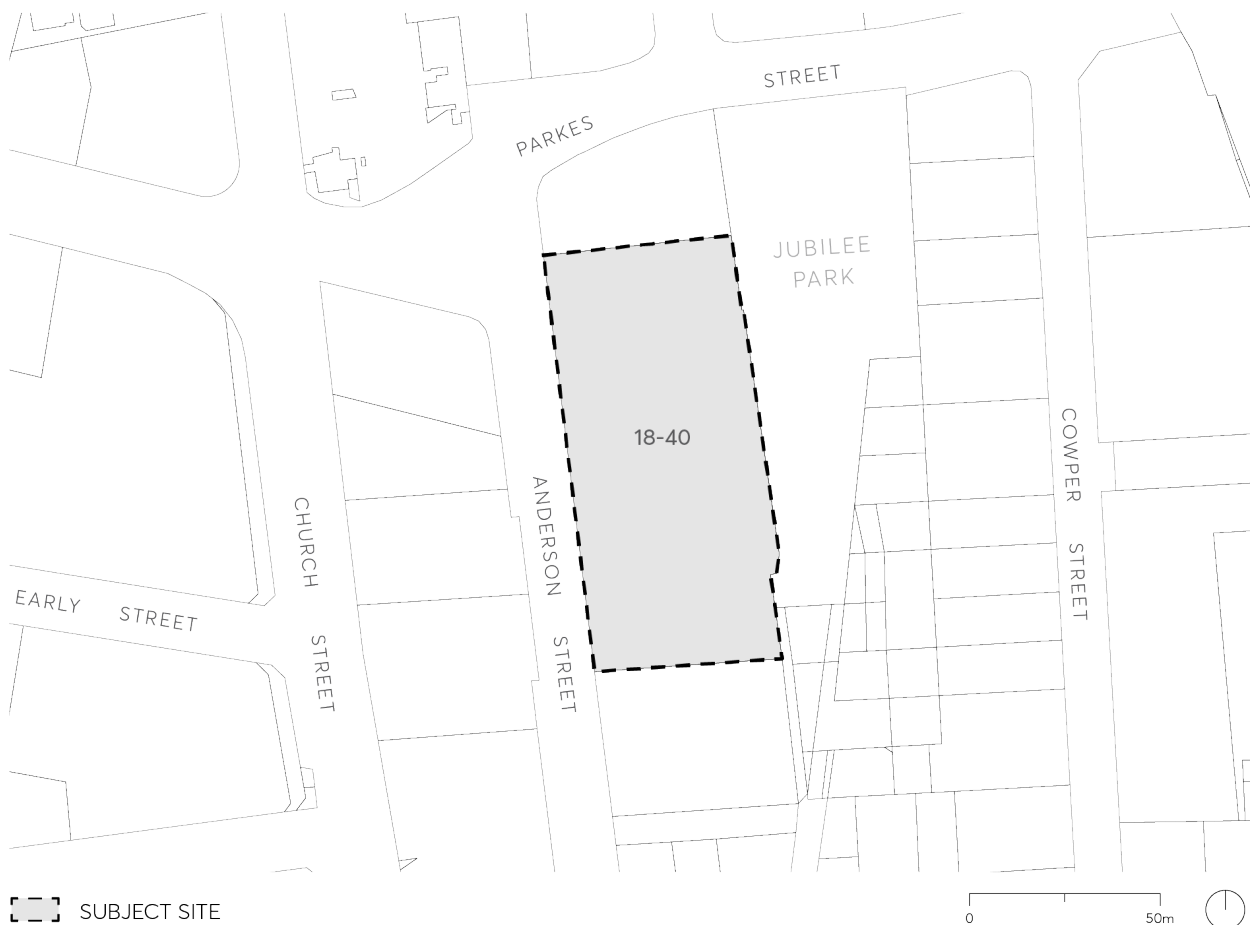 STREET
PARKES
JUBILEE
PARK
18-40
COWPER
STREET
ANDERSON
STREET
CHURCH
STREET
EARLY STREET
SUBJECT SITE
0 50m